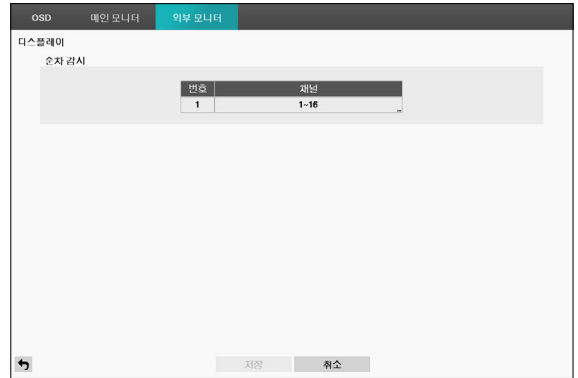 OSD 메인 모니터 외부 모니터
디스플레이
순차 감시
번호 채널
1 1~16 ...
저장 취소